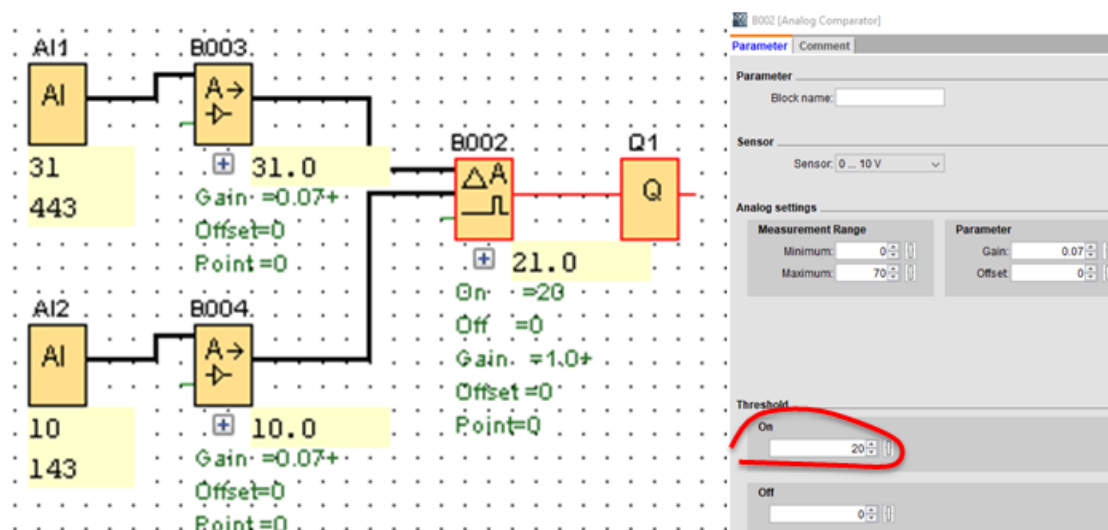 AI1
B003
AI
A→
31
31.0
443
Gain =0.07+
Offset=0
Point=0
B002
Q1
ΔA
Q
21.0
On =20
Off =0
Gain =1.0+
Offset=0
Point=0
AI2
B004
AI
A→
10
10.0
143
Gain =0.07+
Offset=0
Point=0
B002 [Analog Comparator]
Parameter Comment
Parameter
Block name:
Sensor
Sensor: 0 ... 10 V
Analog settings
Measurement Range
Parameter
Minimum: 0
Gain: 0.07
Maximum: 70
Offset: 0
Threshold
On
20
Off
0